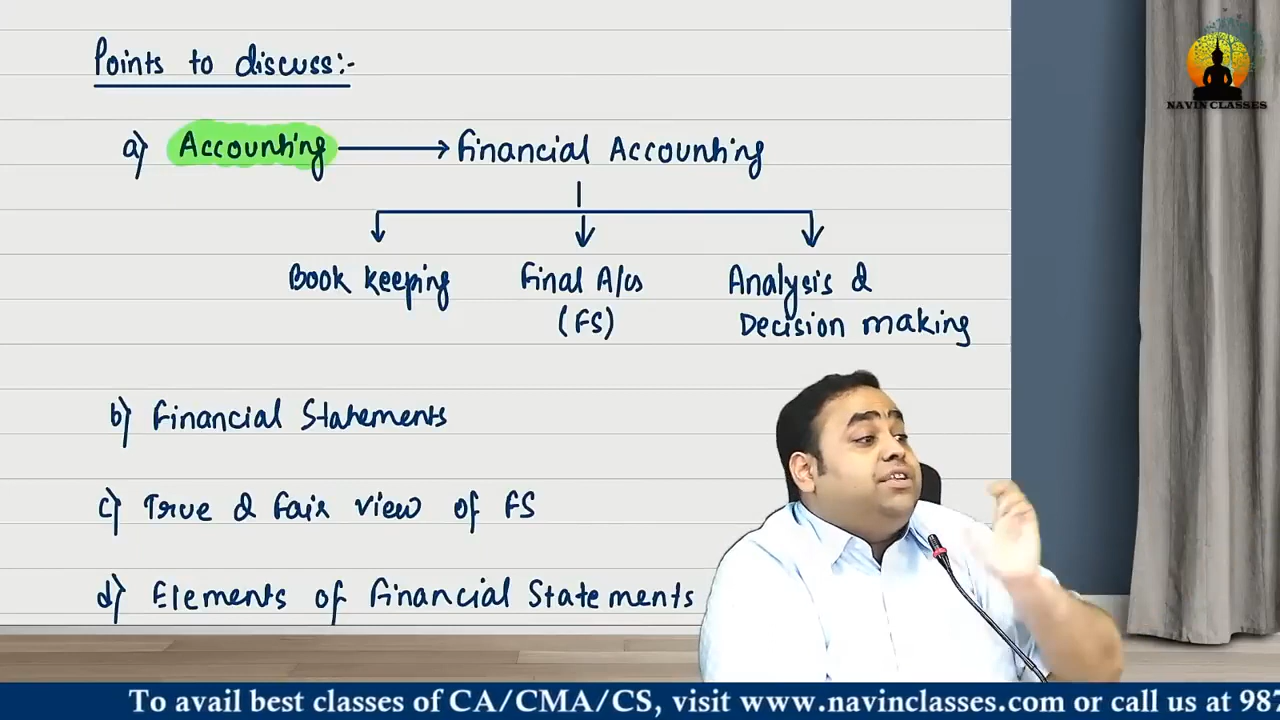 Points to discuss:-
NAVIN CLASSES
a) Accounting → Financial Accounting
Book Keeping
Final A/cs
(FS)
Analysis &
Decision making
b) Financial Statements
c) True & Fair view of FS
d) Elements of Financial Statements
To avail best classes of CA/CMA/CS, visit www.navinclasses.com or call us at 987